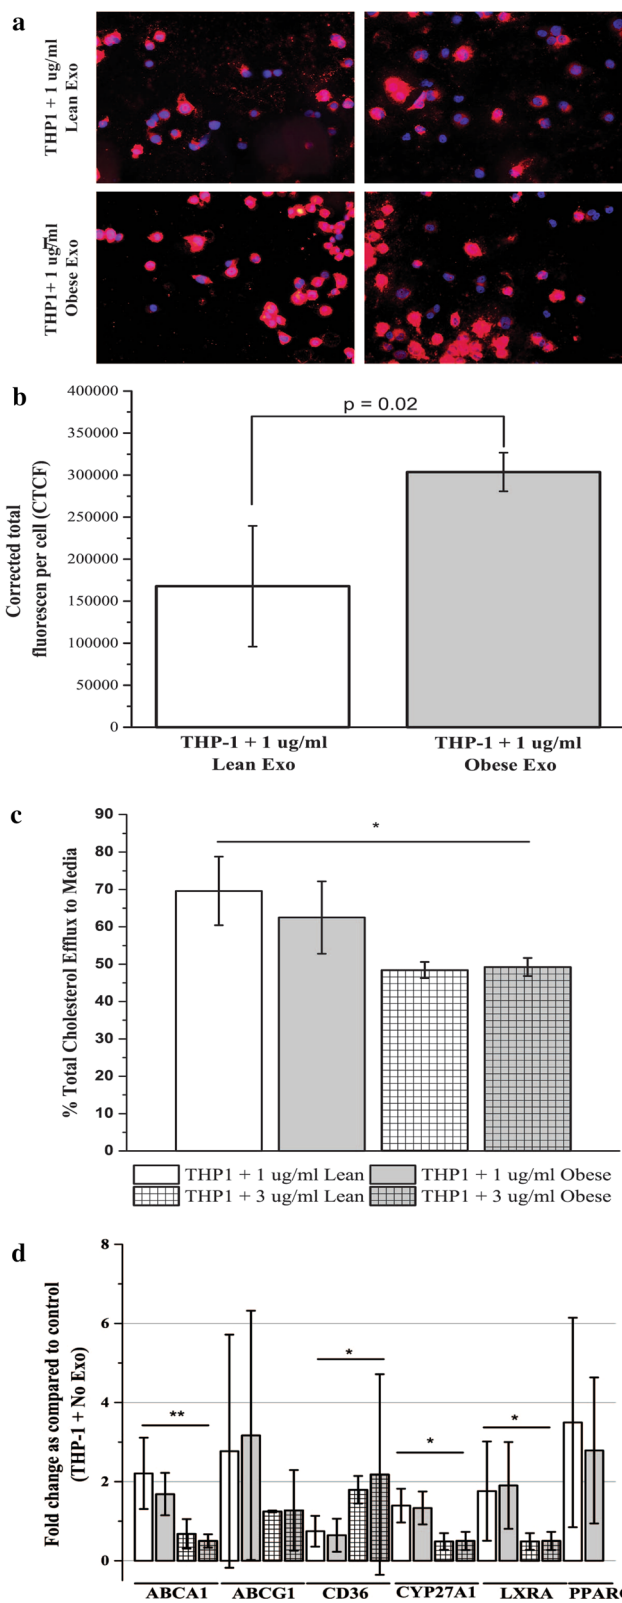 a
THP1 + 1 ug/ml
Lean Exo
THP1+ 1 ug/ml
Obese Exo
b
400000
350000
300000
250000
200000
150000
100000
50000
0
Corrected total
fluorescen per cell (CTCF)
p = 0.02
THP-1 + 1 ug/ml
Lean Exo
THP-1 + 1 ug/ml
Obese Exo
c
90
80
70
60
50
40
30
20
10
0
% Total Cholesterol Efflux to Media
*
THP1 + 1 ug/ml Lean
THP1 + 1 ug/ml Obese
THP1 + 3 ug/ml Lean
THP1 + 3 ug/ml Obese
d
8
6
4
2
0
Fold change as compared to control
(THP-1 + No Exo)
**
*
*
*
ABCA1
ABCG1
CD36
CYP27A1
LXRA